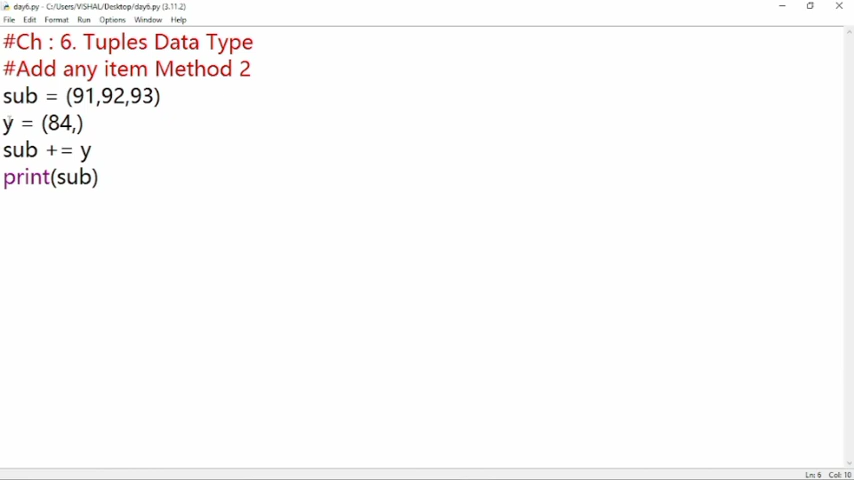 day6.py - C:/Users/VISHAL/Desktop/day6.py (3.11.2)
File Edit Format Run Options Window Help
#Ch : 6. Tuples Data Type
#Add any item Method 2
sub = (91,92,93)
y = (84,)
sub += y
print(sub)
Ln: 6 Col: 10